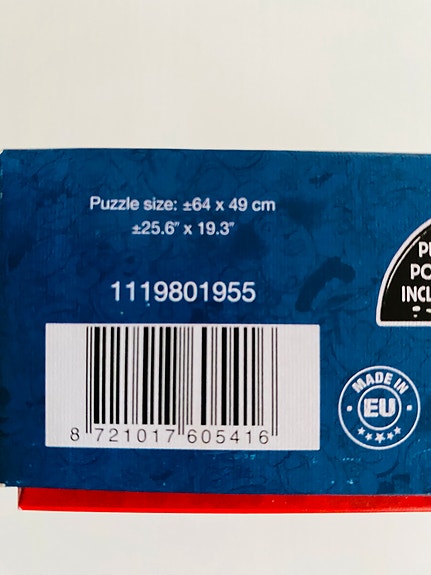 Puzzle size: ±64 x 49 cm
±25.6" x 19.3"
1119801955
8 721017 605416
MADE IN
EU